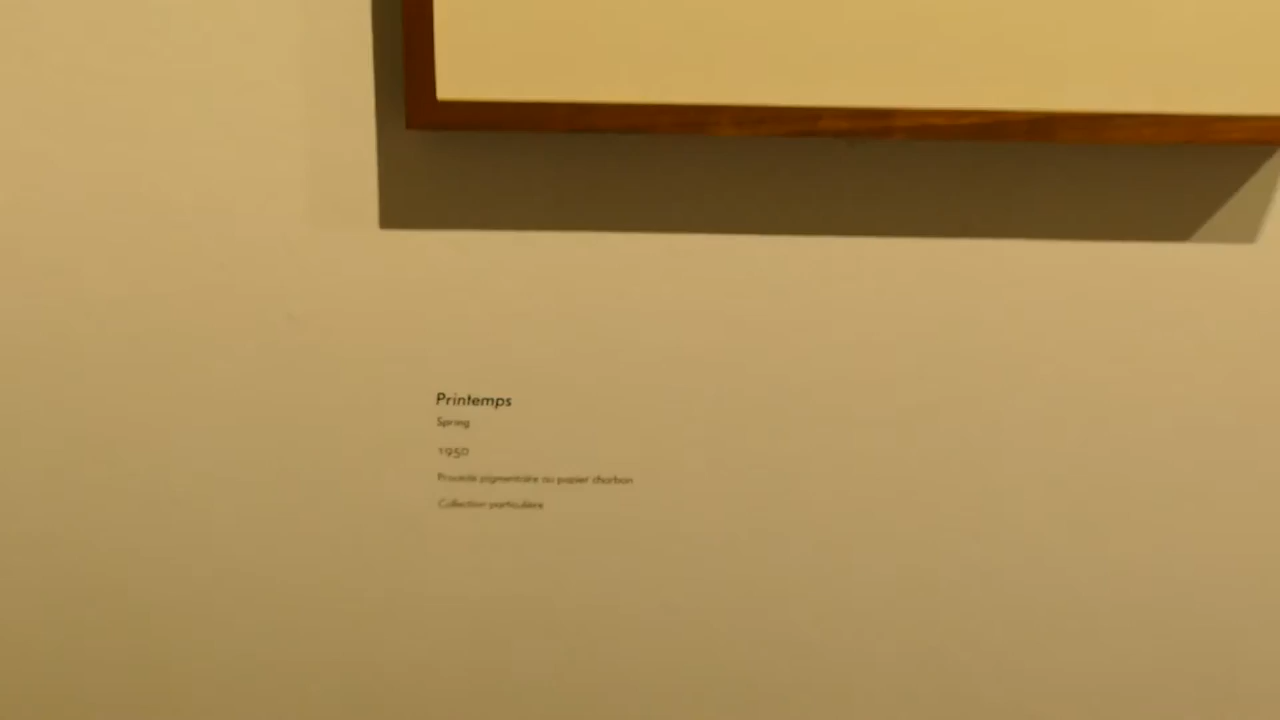 Printemps
Spring
1950
Procédé pigmentaire au papier charbon
Collection particulière